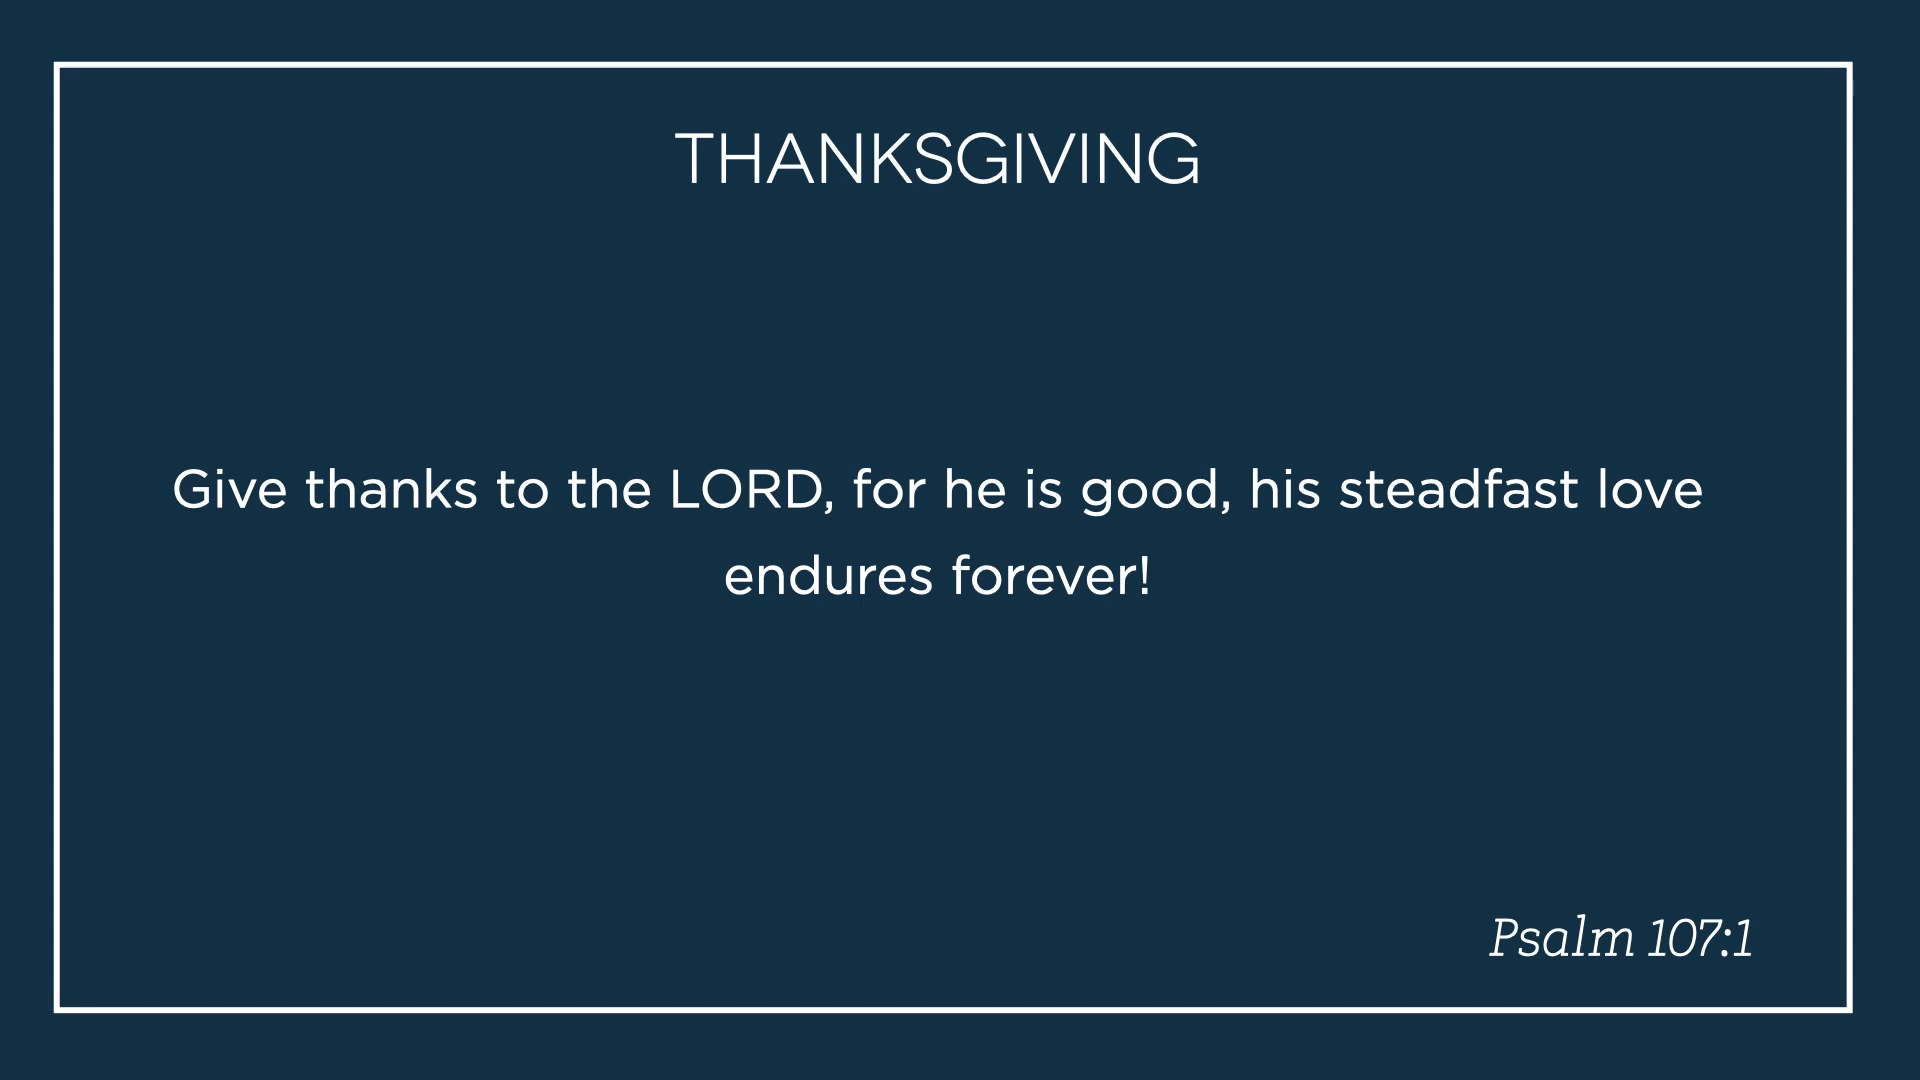 THANKSGIVING
Give thanks to the LORD, for he is good, his steadfast love
endures forever!
Psalm 107:1